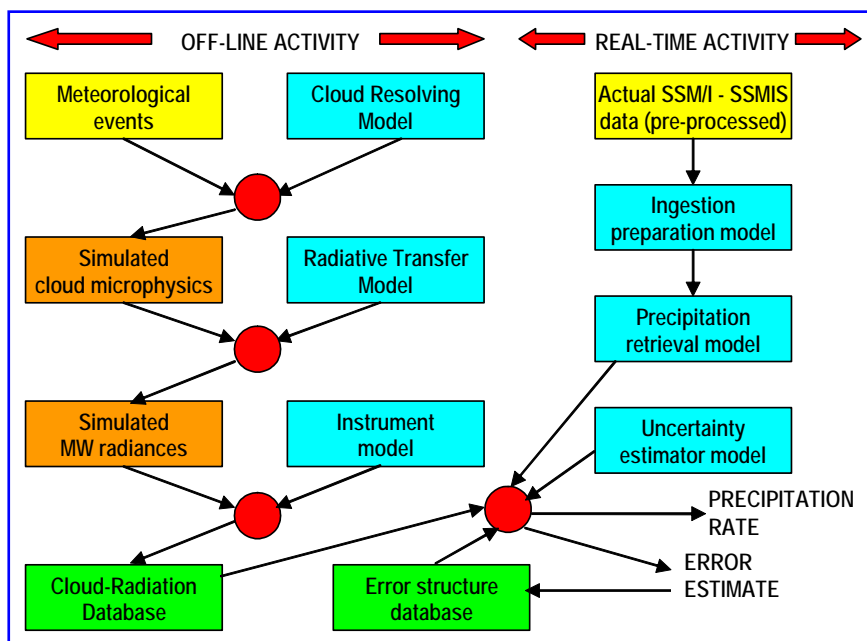 OFF-LINE ACTIVITY
REAL-TIME ACTIVITY
Meteorological
events
Cloud Resolving
Model
Actual SSM/I - SSMIS
data (pre-processed)
Ingestion
preparation model
Simulated
cloud microphysics
Radiative Transfer
Model
Precipitation
retrieval model
Simulated
MW radiances
Instrument
model
Uncertainty
estimator model
PRECIPITATION
RATE
Cloud-Radiation
Database
Error structure
database
ERROR
ESTIMATE